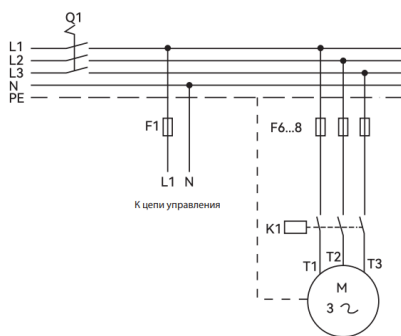 Q1
L1
L2
L3
N
PE
F1
F6...8
L1 N
К цепи управления
K1
T1 T2 T3
M
3 ~